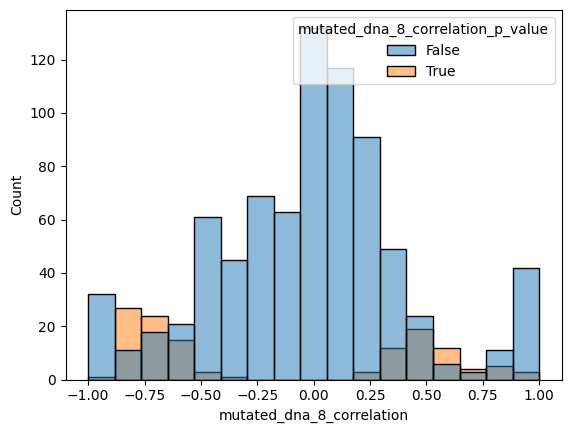 mutated_dna_8_correlation_p_value
False
True
120
100
80
60
40
20
0
Count
−1.00 −0.75 −0.50 −0.25 0.00 0.25 0.50 0.75 1.00
mutated_dna_8_correlation